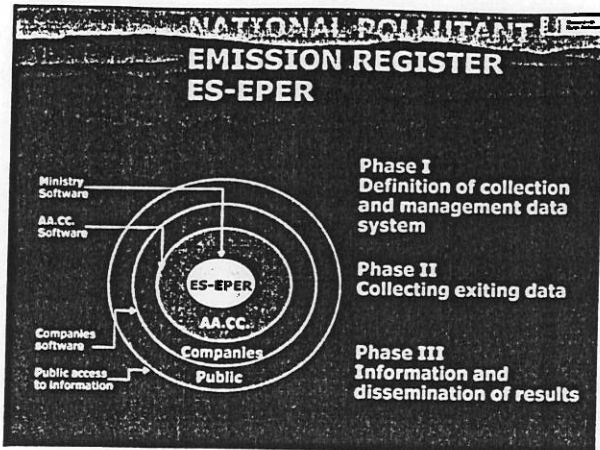 NATIONAL POLLUTANT
EMISSION REGISTER
ES-EPER
Ministry
Software
AA.CC.
Software
Companies
software
Public access
to information
ES-EPER
AA.CC.
Companies
Public
Phase I
Definition of collection
and management data
system
Phase II
Collecting exiting data
Phase III
Information and
dissemination of results